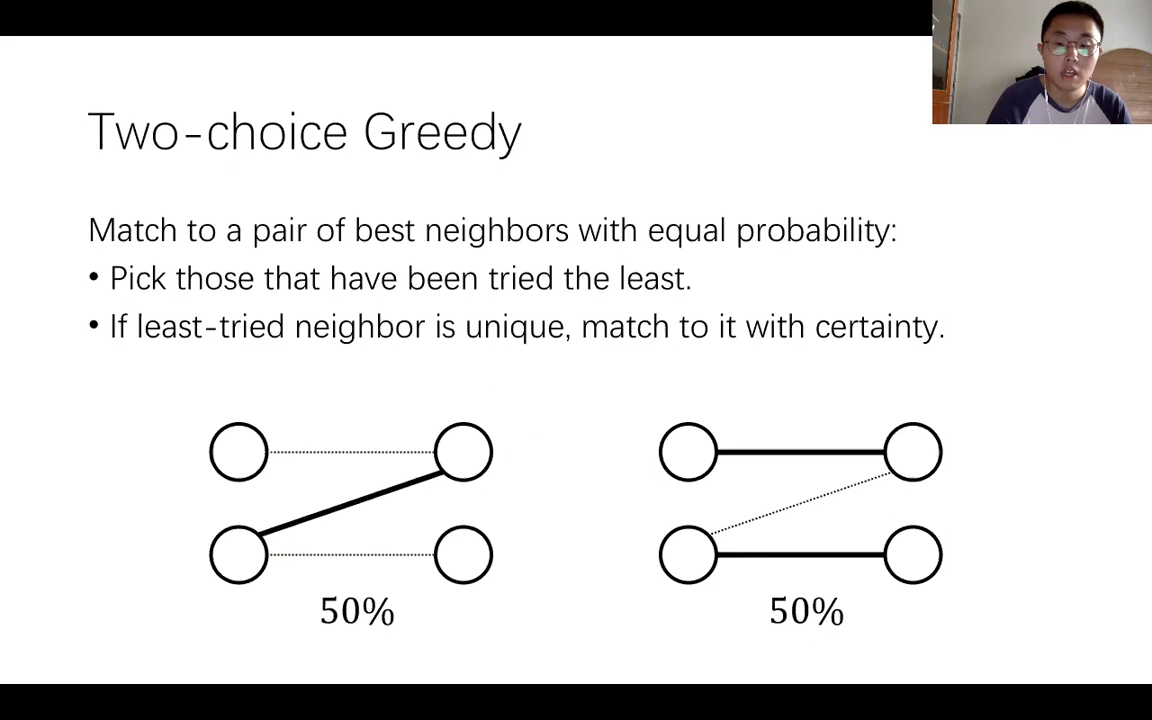 Two-choice Greedy
Match to a pair of best neighbors with equal probability:
• Pick those that have been tried the least.
• If least-tried neighbor is unique, match to it with certainty.
50%
50%